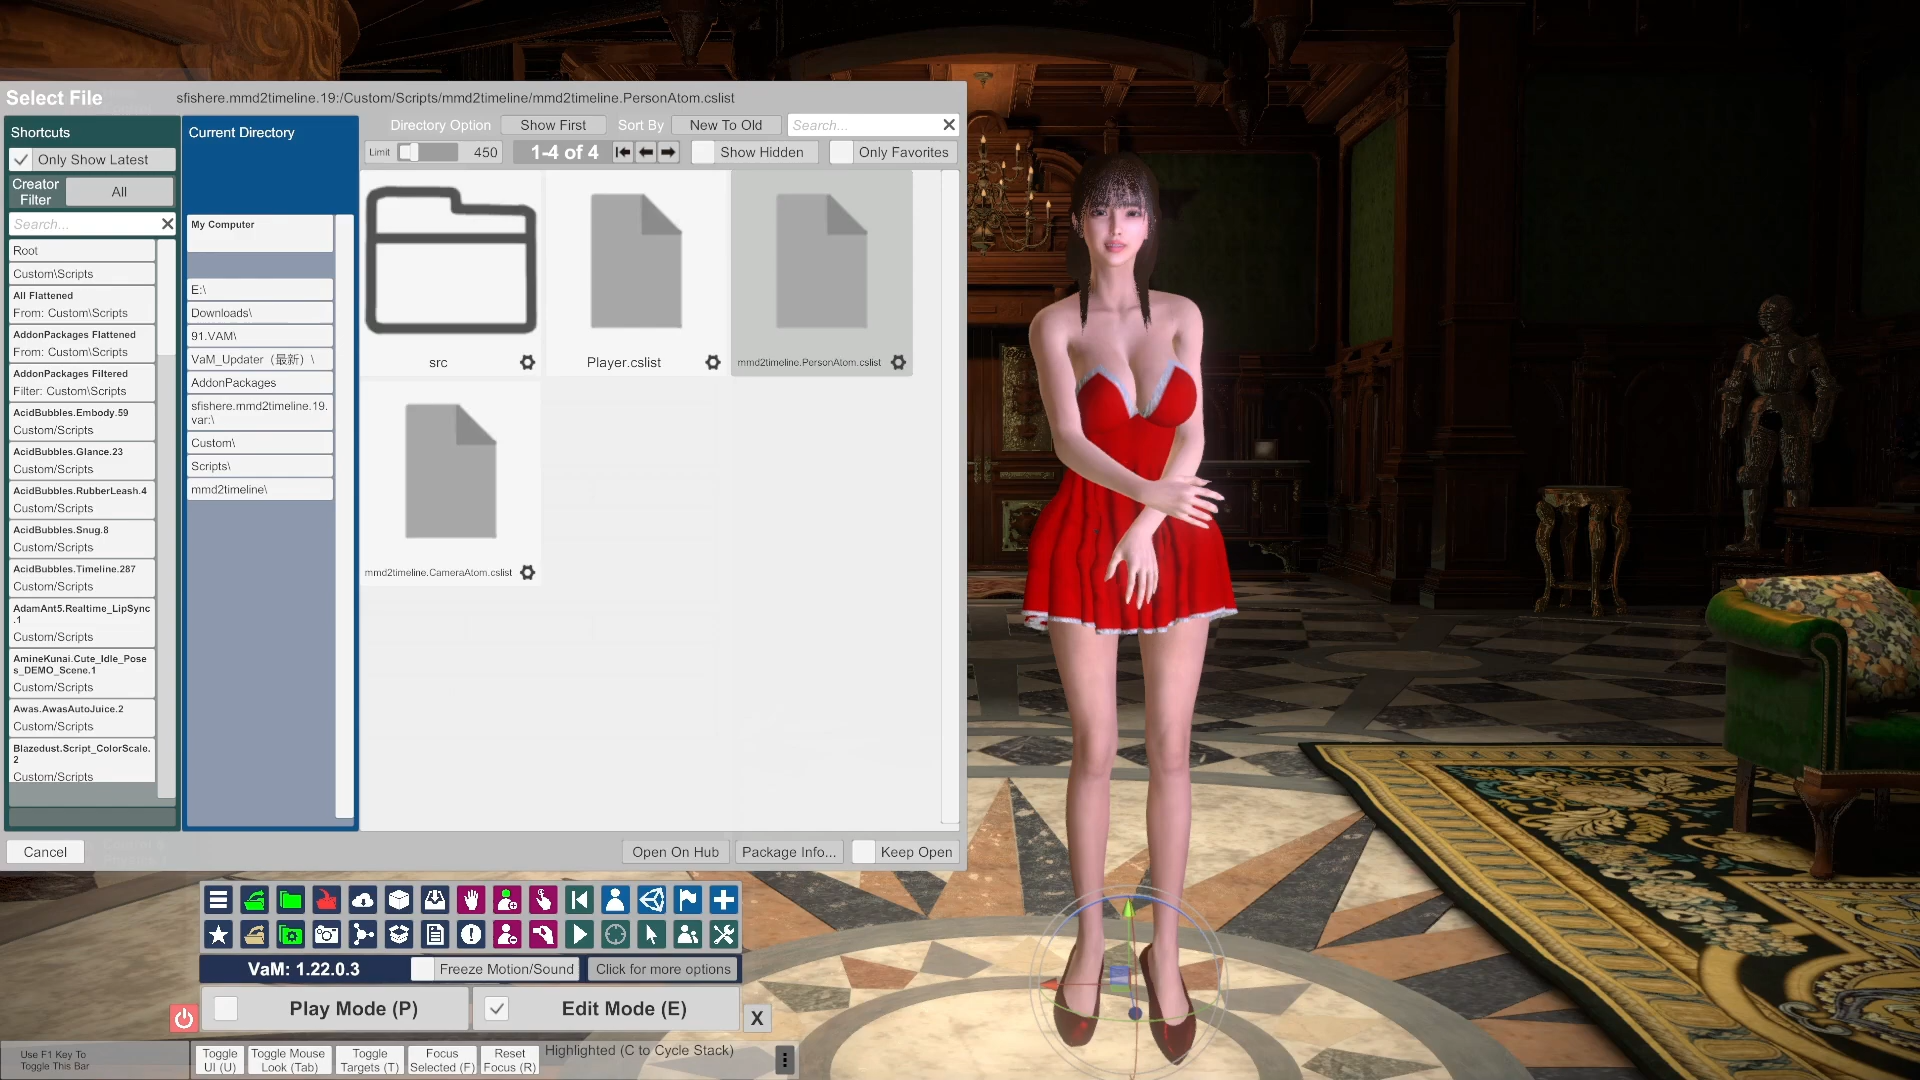 Select File
sfishere.mmd2timeline.19:/Custom/Scripts/mmd2timeline/mmd2timeline.PersonAtom.cslist
Shortcuts
Only Show Latest
Creator
Filter
All
Search...
Root
Custom\Scripts
All Flattened
From: Custom\Scripts
AddonPackages Flattened
From: Custom\Scripts
AddonPackages Filtered
Filter: Custom\Scripts
AcidBubbles.Embody.59
Custom/Scripts
AcidBubbles.Glance.23
Custom/Scripts
AcidBubbles.RubberLeash.4
Custom/Scripts
AcidBubbles.Snug.8
Custom/Scripts
AcidBubbles.Timeline.287
Custom/Scripts
AdamAnt5.Realtime_LipSync
.1
Custom/Scripts
AmineKunai.Cute_Idle_Pose
s_DEMO_Scene.1
Custom/Scripts
Awas.AwasAutoJuice.2
Custom/Scripts
Blazedust.Script_ColorScale.
2
Custom/Scripts
Current Directory
My Computer
E:\
Downloads\
91.VAM\
VaM_Updater（最新）\
AddonPackages
sfishere.mmd2timeline.19.
var:\
Custom\
Scripts\
mmd2timeline\
Directory Option
Show First
Sort By
New To Old
Search...
Limit
450
1-4 of 4
Show Hidden
Only Favorites
src
Player.cslist
mmd2timeline.PersonAtom.cslist
mmd2timeline.CameraAtom.cslist
Cancel
Open On Hub
Package Info...
Keep Open
VaM: 1.22.0.3
Freeze Motion/Sound
Click for more options
Play Mode (P)
Edit Mode (E)
X
Use F1 Key To
Toggle This Bar
Toggle
UI (U)
Toggle Mouse
Look (Tab)
Toggle
Targets (T)
Focus
Selected (F)
Reset
Focus (R)
Highlighted (C to Cycle Stack)